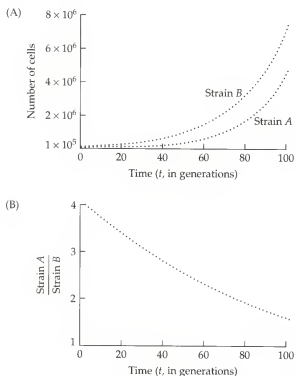 (A)
8 × 10⁶
6 × 10⁶
4 × 10⁶
2 × 10⁶
1 × 10⁵
Number of cells
Strain B
Strain A
0 20 40 60 80 100
Time (t, in generations)
(B)
4
3
2
1
Strain A
Strain B
0 20 40 60 80 100
Time (t, in generations)